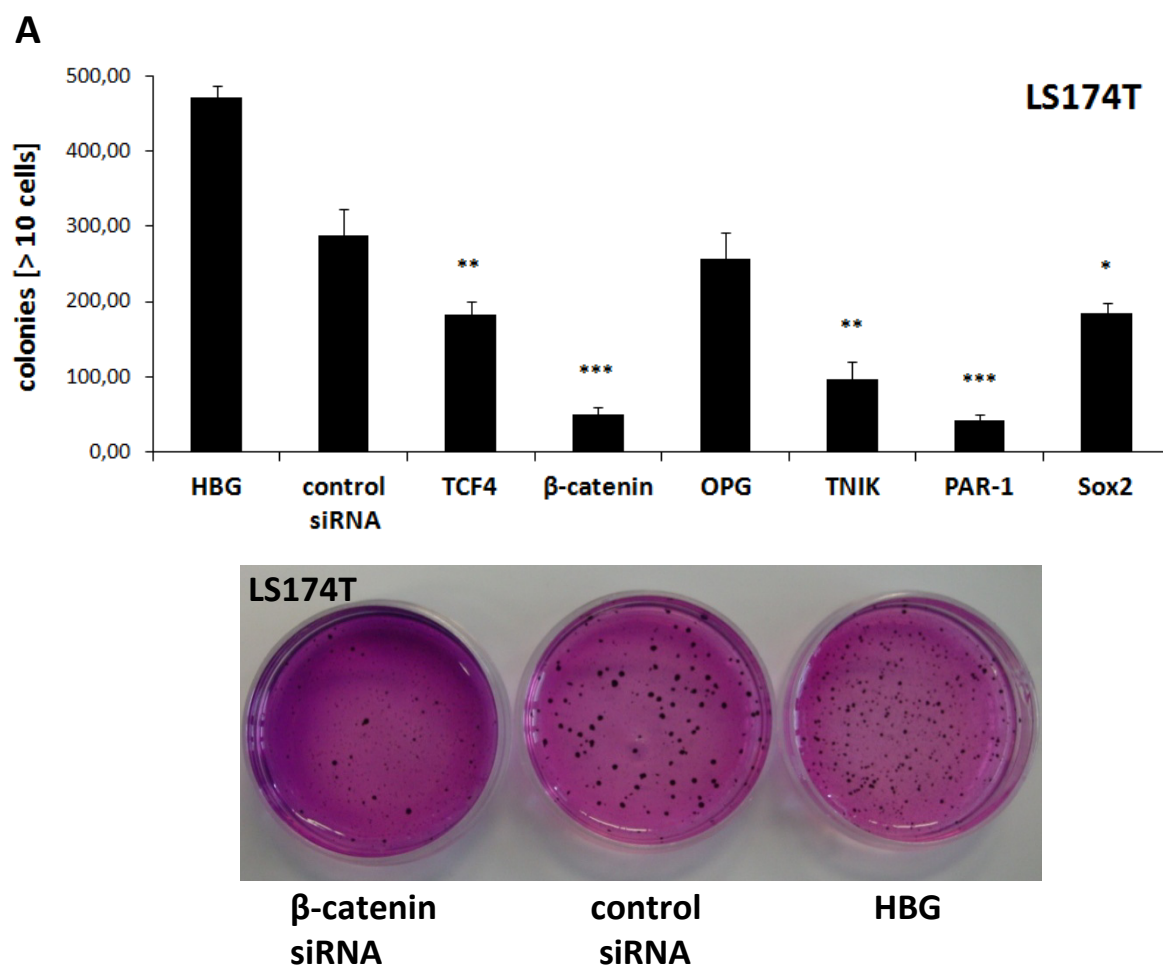 A
LS174T
colonies [> 10 cells]
500,00
400,00
300,00
200,00
100,00
0,00
**
***
**
***
*
HBG
control
siRNA
TCF4
β-catenin
OPG
TNIK
PAR-1
Sox2
LS174T
β-catenin
siRNA
control
siRNA
HBG